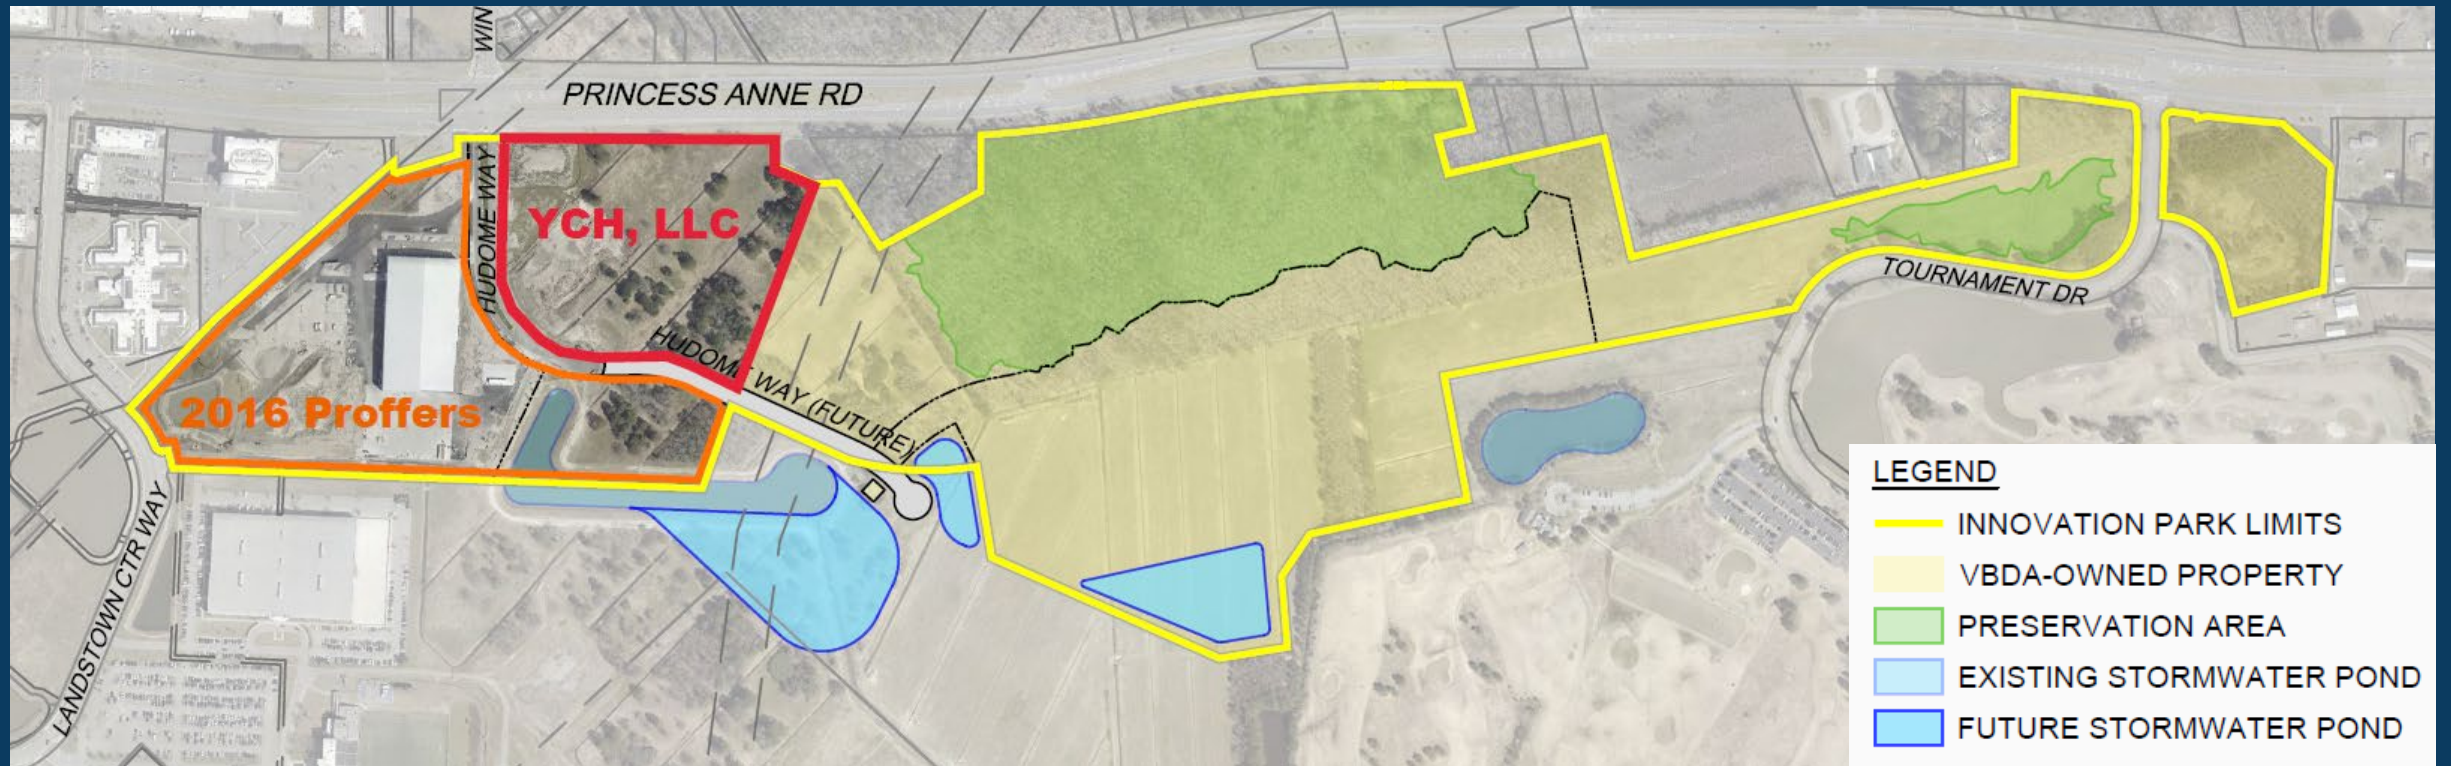 WIN
PRINCESS ANNE RD
HUDOME WAY
YCH, LLC
HUDOME WAY (FUTURE)
2016 Proffers
TOURNAMENT DR
LANDSTOWN CTR WAY
LEGEND
INNOVATION PARK LIMITS
VBDA-OWNED PROPERTY
PRESERVATION AREA
EXISTING STORMWATER POND
FUTURE STORMWATER POND